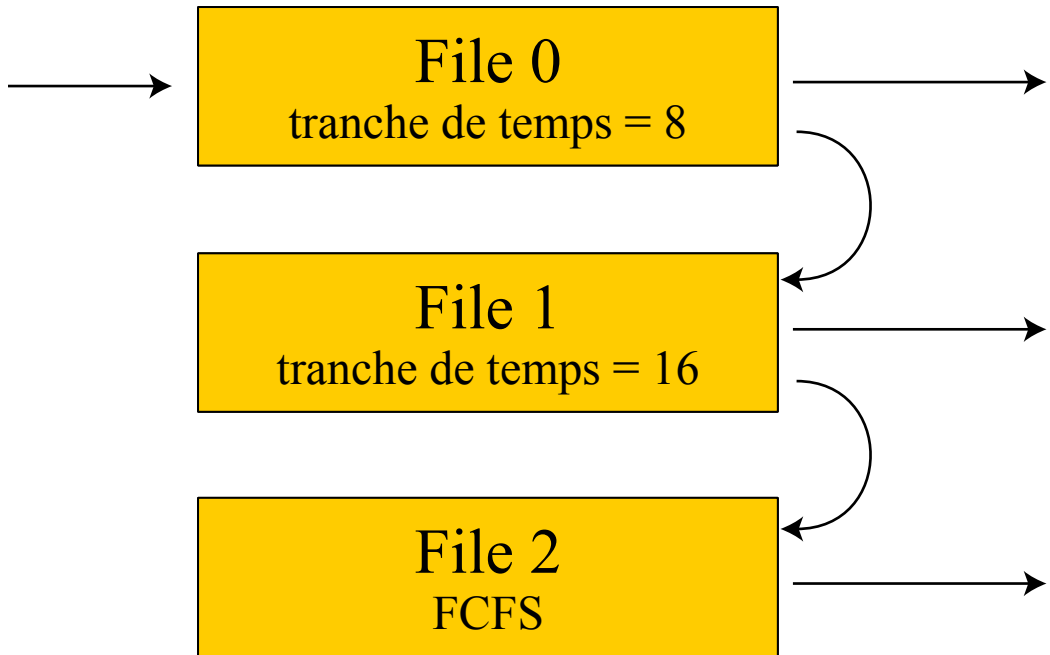 File 0
tranche de temps = 8
File 1
tranche de temps = 16
File 2
FCFS